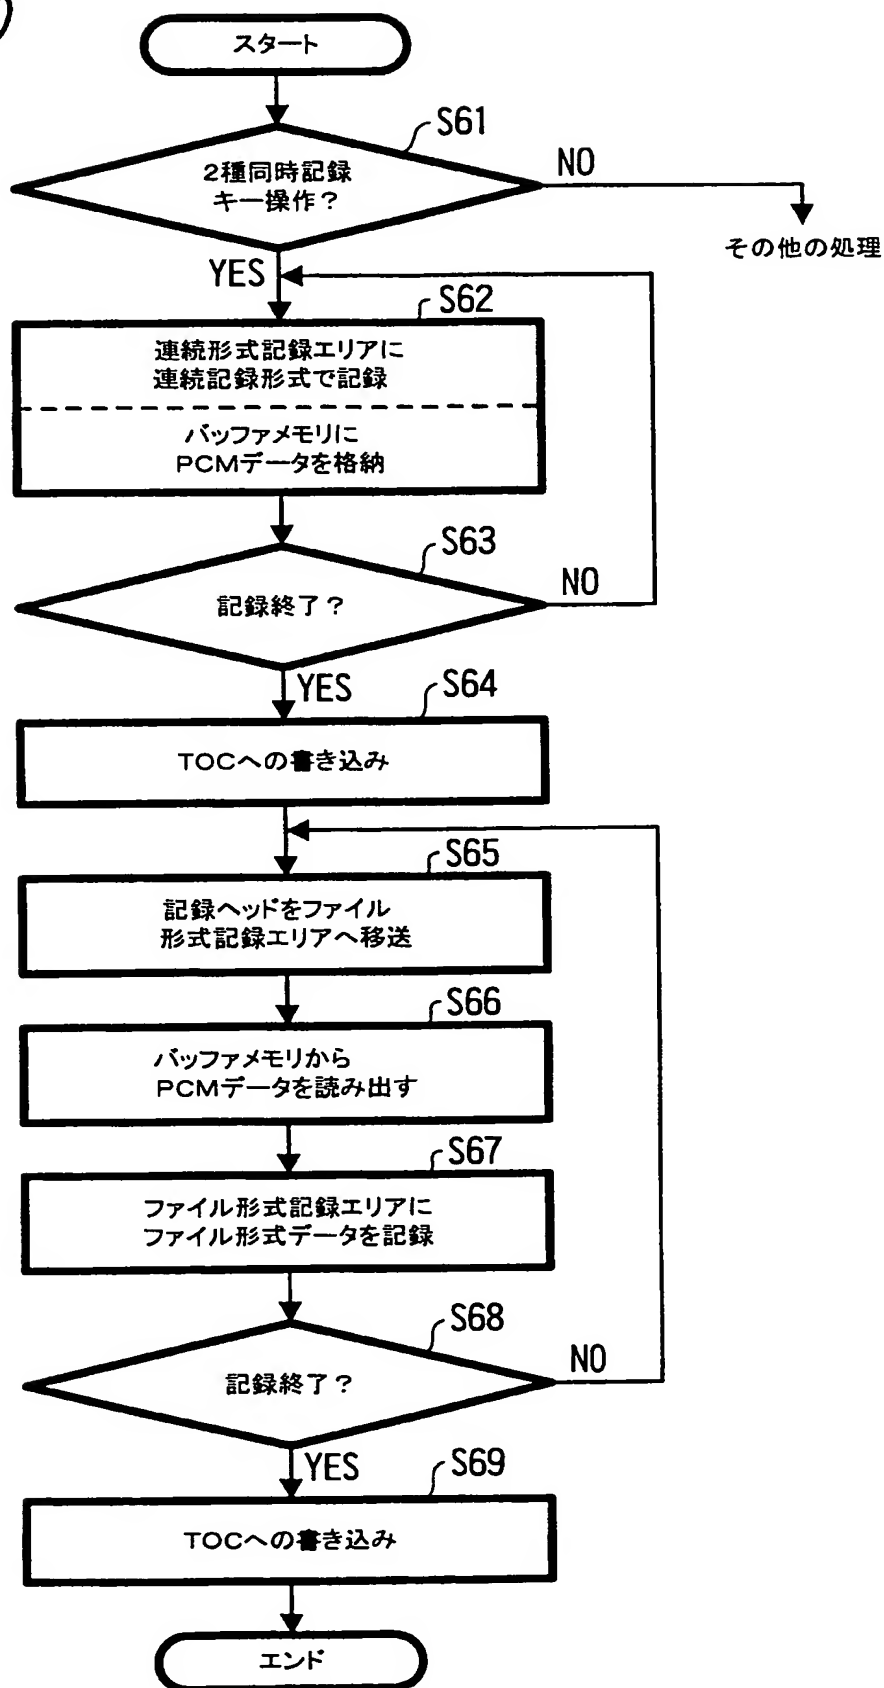 スタート
S61
2種同時記録
キー操作？
NO
その他の処理
YES
S62
連続形式記録エリアに
連続記録形式で記録
バッファメモリに
PCMデータを格納
S63
記録終了？
NO
YES
S64
TOCへの書き込み
S65
記録ヘッドをファイル
形式記録エリアへ移送
S66
バッファメモリから
PCMデータを読み出す
S67
ファイル形式記録エリアに
ファイル形式データを記録
S68
記録終了？
NO
YES
S69
TOCへの書き込み
エンド